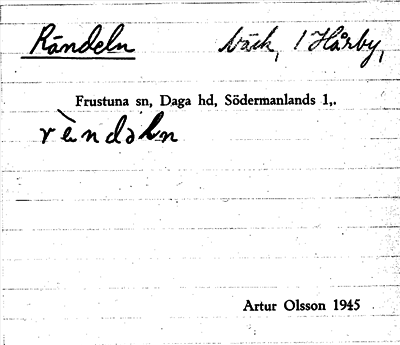 Rändeln bäck, i Hårby,
Frustuna sn, Daga hd, Södermanlands l,.
rèndəln
Artur Olsson 1945